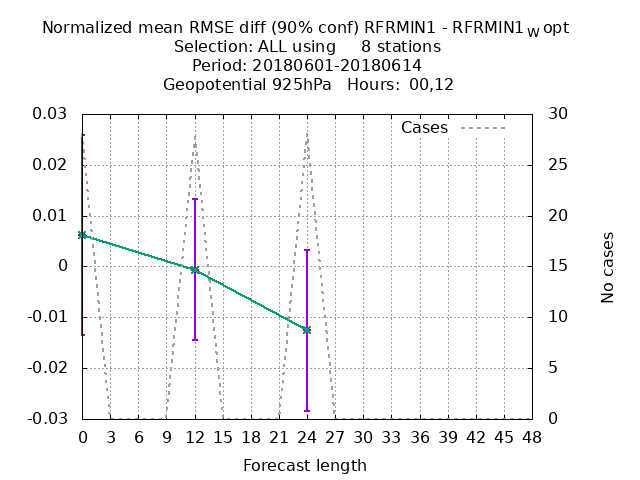 Normalized mean RMSE diff (90% conf) RFRMIN1 - RFRMIN1W opt
Selection: ALL using     8 stations
Period: 20180601-20180614
Geopotential 925hPa   Hours:  00,12
Cases
0.03
0.02
0.01
0
-0.01
-0.02
-0.03
30
25
20
15
10
5
0
No cases
0 3 6 9 12 15 18 21 24 27 30 33 36 39 42 45 48
Forecast length